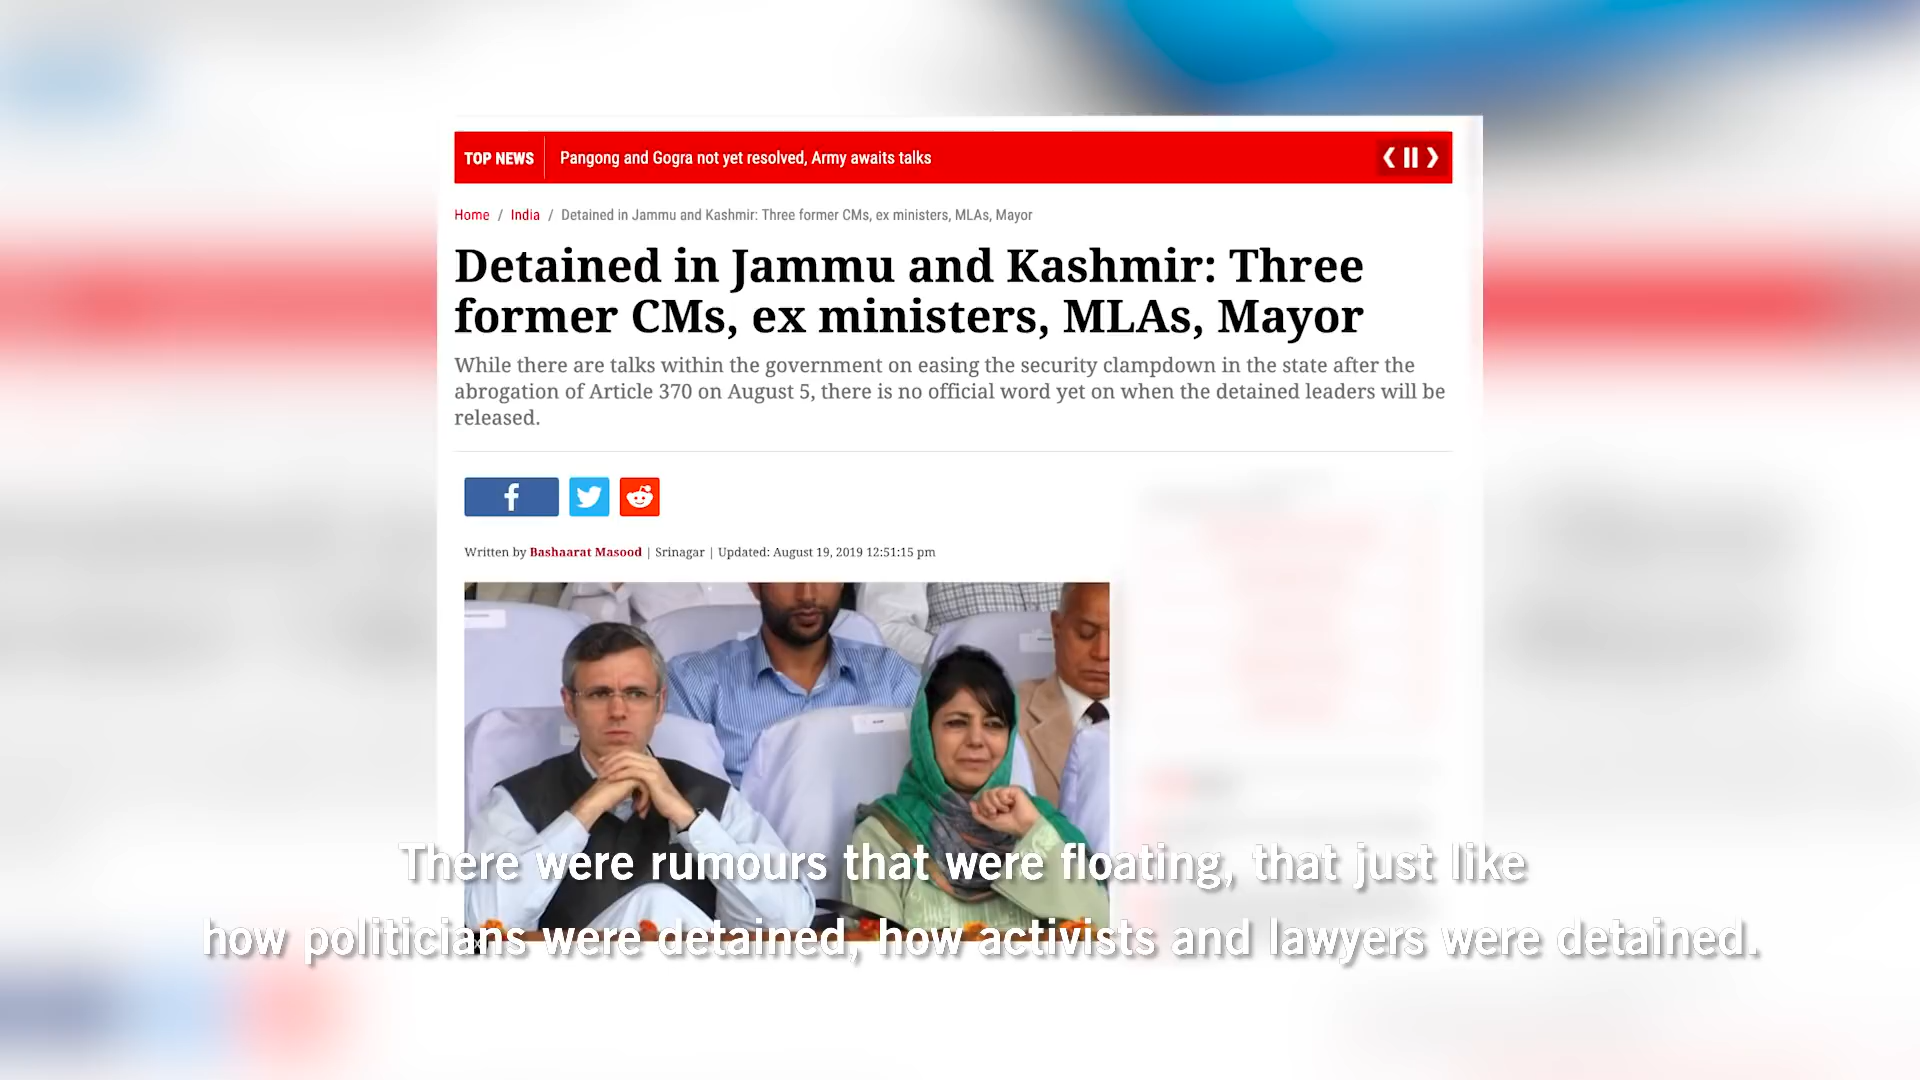 TOP NEWS
Pangong and Gogra not yet resolved, Army awaits talks
Home / India / Detained in Jammu and Kashmir: Three former CMs, ex ministers, MLAs, Mayor
Detained in Jammu and Kashmir: Three
former CMs, ex ministers, MLAs, Mayor
While there are talks within the government on easing the security clampdown in the state after the
abrogation of Article 370 on August 5, there is no official word yet on when the detained leaders will be
released.
Written by Bashaarat Masood | Srinagar | Updated: August 19, 2019 12:51:15 pm
There were rumours that were floating, that just like
how politicians were detained, how activists and lawyers were detained.